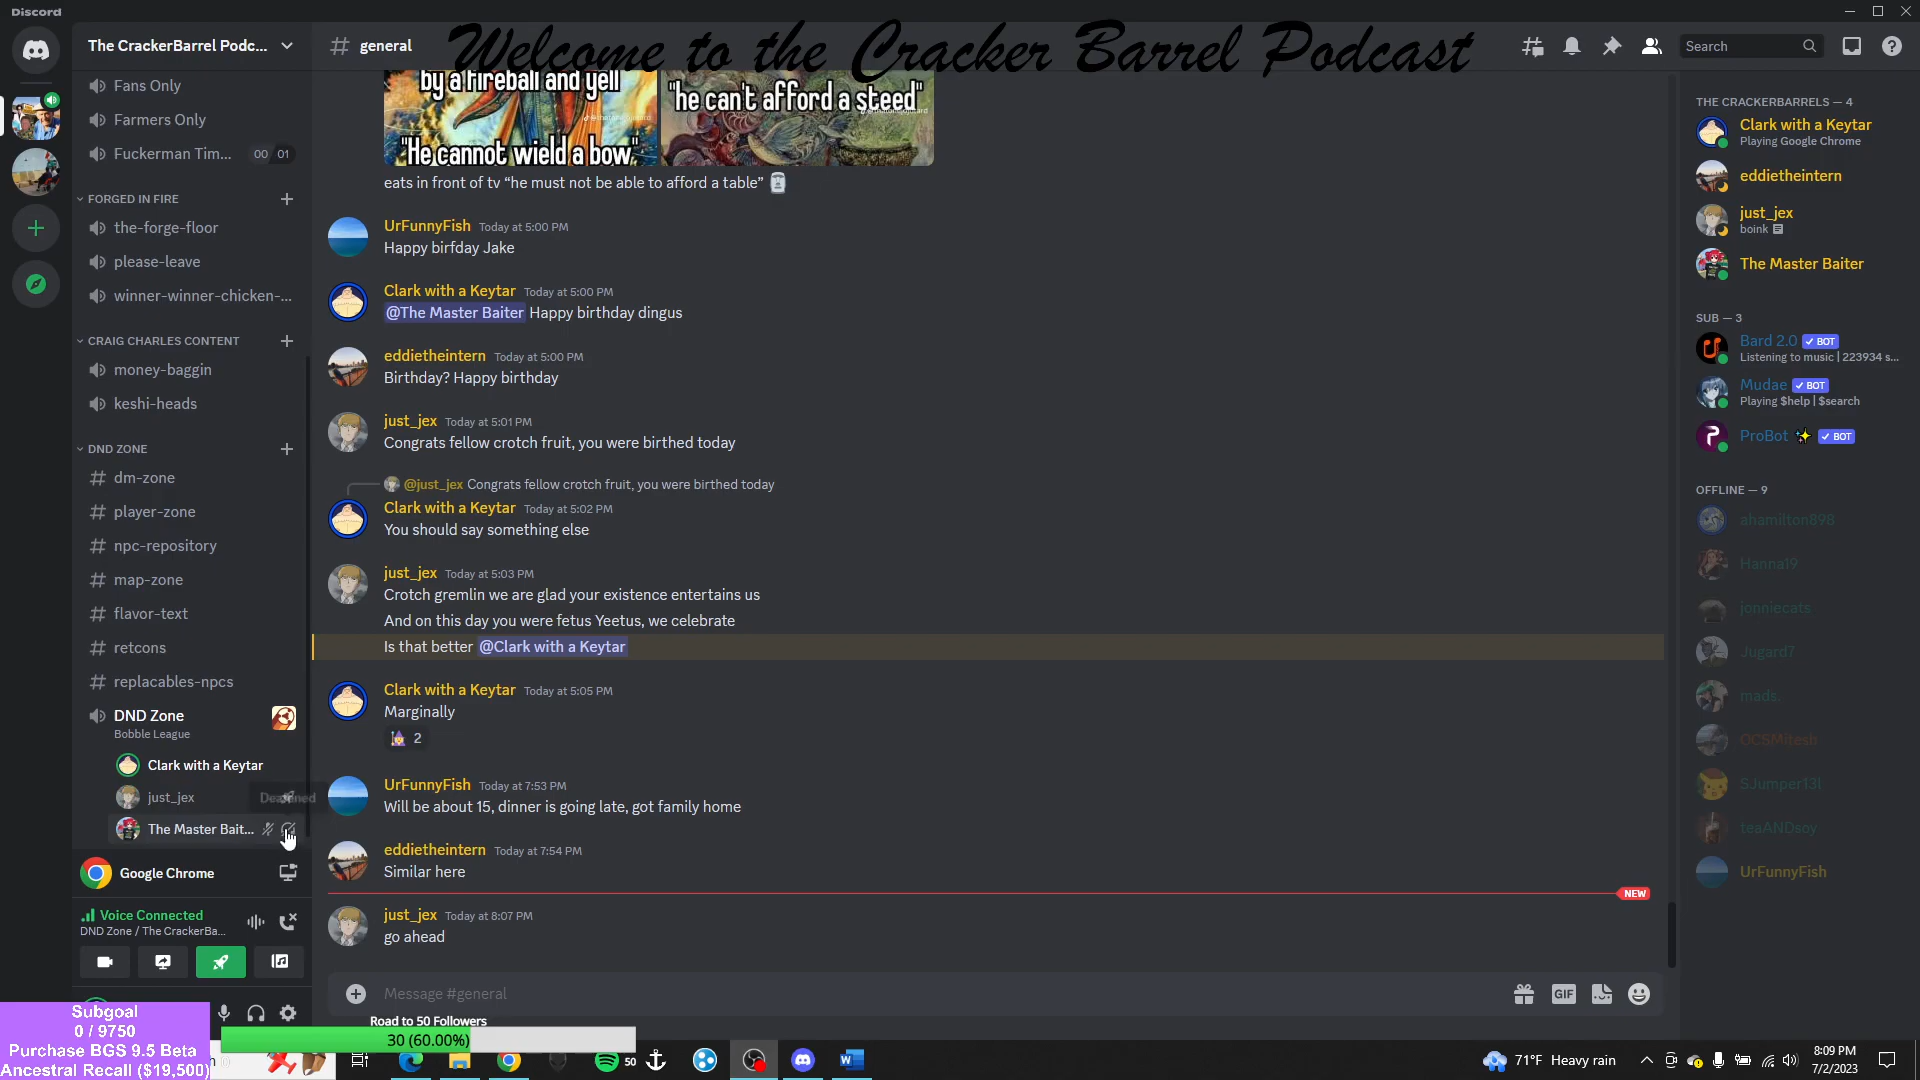 Discord
The CrackerBarrel Podc...
general
Welcome to the Cracker Barrel Podcast
Search
Fans Only
Farmers Only
Fuckerman Tim...
00 01
FORGED IN FIRE
the-forge-floor
please-leave
winner-winner-chicken-...
CRAIG CHARLES CONTENT
money-baggin
keshi-heads
DND ZONE
dm-zone
player-zone
npc-repository
map-zone
flavor-text
retcons
replacables-npcs
DND Zone
Bobble League
Clark with a Keytar
just_jex
Deafened
The Master Bait...
Google Chrome
Voice Connected
DND Zone / The CrackerBa...
by a fireball and yell
"He cannot wield a bow"
"he can't afford a steed"
eats in front of tv “he must not be able to afford a table” 🗿
UrFunnyFish Today at 5:00 PM
Happy birfday Jake
Clark with a Keytar Today at 5:00 PM
@The Master Baiter Happy birthday dingus
eddietheintern Today at 5:00 PM
Birthday? Happy birthday
just_jex Today at 5:01 PM
Congrats fellow crotch fruit, you were birthed today
@just_jex Congrats fellow crotch fruit, you were birthed today
Clark with a Keytar Today at 5:02 PM
You should say something else
just_jex Today at 5:03 PM
Crotch gremlin we are glad your existence entertains us
And on this day you were fetus Yeetus, we celebrate
Is that better @Clark with a Keytar
Clark with a Keytar Today at 5:05 PM
Marginally
2
UrFunnyFish Today at 7:53 PM
Will be about 15, dinner is going late, got family home
eddietheintern Today at 7:54 PM
Similar here
NEW
just_jex Today at 8:07 PM
go ahead
Message #general
GIF
THE CRACKERBARRELS — 4
Clark with a Keytar
Playing Google Chrome
eddietheintern
just_jex
boink
The Master Baiter
SUB — 3
Bard 2.0 ✓ BOT
Listening to music | 223934 s...
Mudae ✓ BOT
Playing $help | $search
ProBot ✨ ✓ BOT
OFFLINE — 9
ahamilton898
Hanna19
jonniecats
Jugard7
mads.
OCSMitesh
SJumper13l
teaANDsoy
UrFunnyFish
Subgoal
0 / 9750
Purchase BGS 9.5 Beta
Ancestral Recall ($19,500)
Road to 50 Followers
30 (60.00%)
50
71°F Heavy rain
8:09 PM
7/2/2023